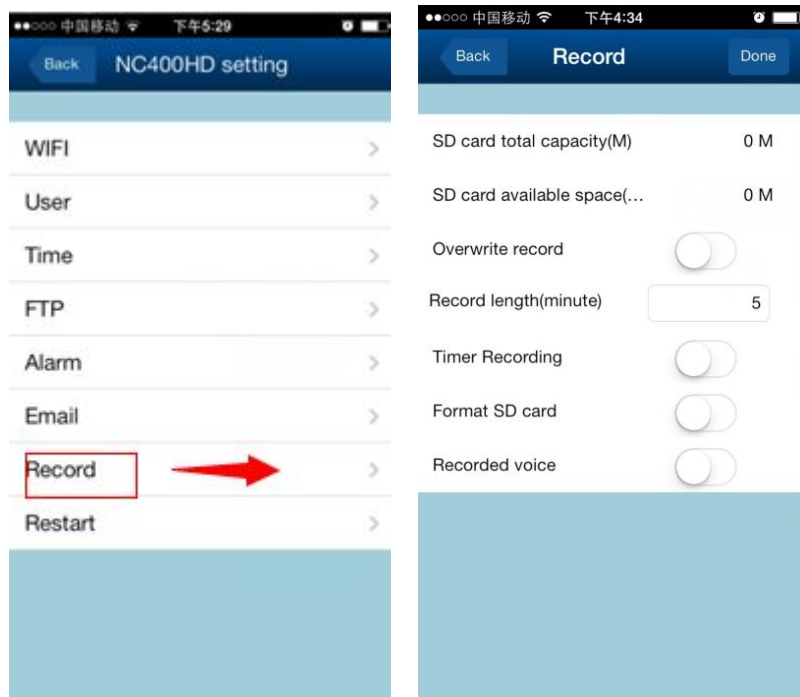 中国移动 下午5:29
Back NC400HD setting
WIFI
User
Time
FTP
Alarm
Email
Record
Restart
中国移动 下午4:34
Back Record Done
SD card total capacity(M) 0 M
SD card available space(... 0 M
Overwrite record
Record length(minute) 5
Timer Recording
Format SD card
Recorded voice